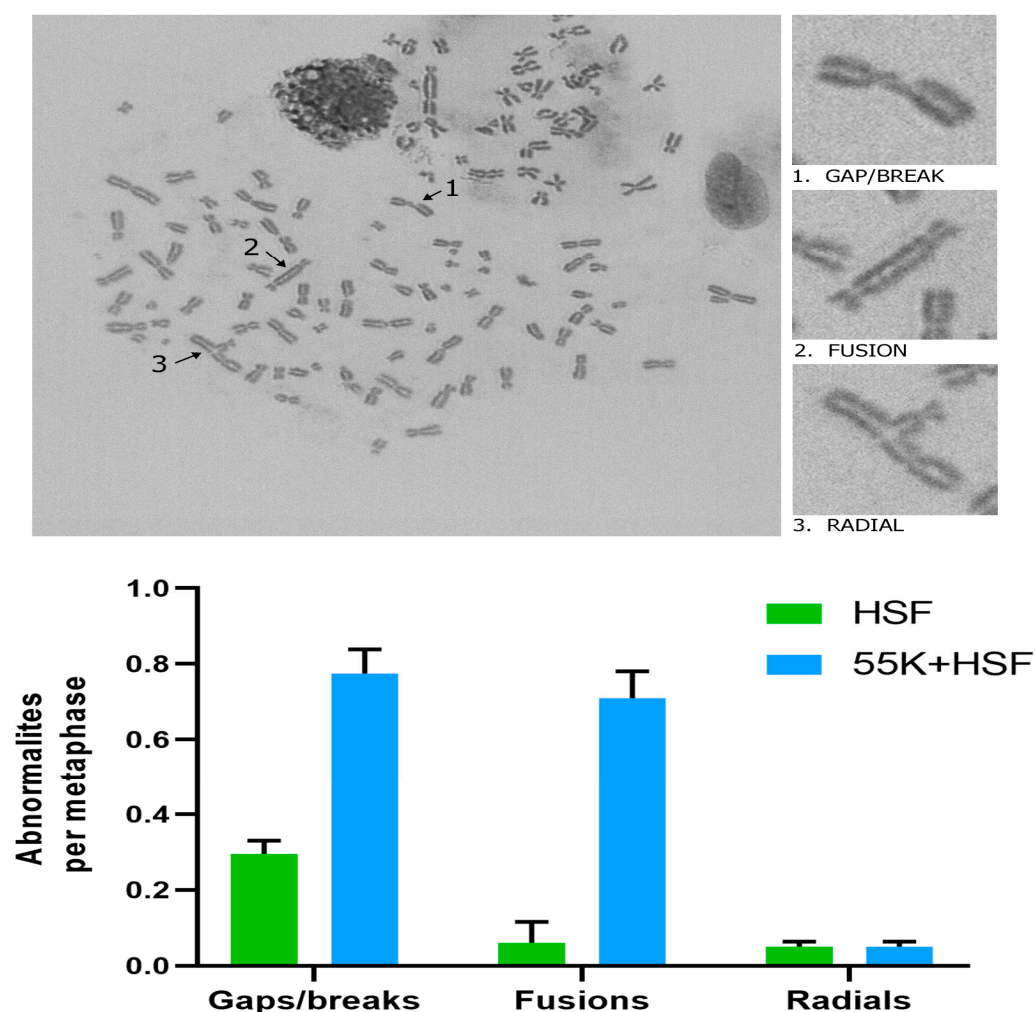 1
2
3
1. GAP/BREAK
2. FUSION
3. RADIAL
1.0
0.8
0.6
0.4
0.2
0.0
Abnormalites
per metaphase
HSF
55K+HSF
Gaps/breaks
Fusions
Radials